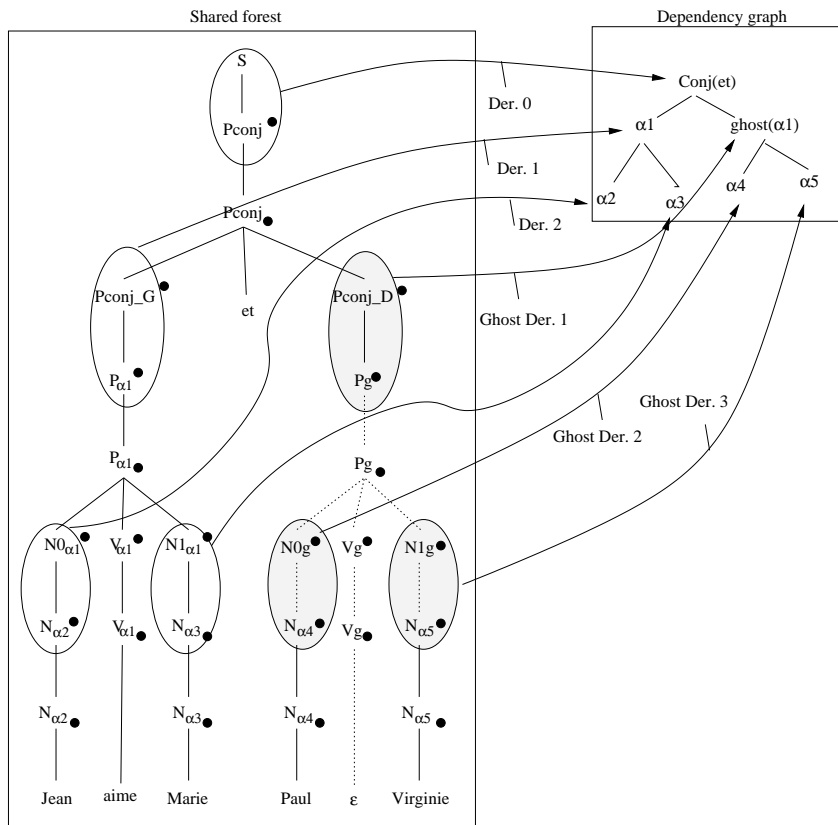 Shared forest
Dependency graph
S
Pconj
Der. 0
Conj(et)
α1 ghost(α1)
Der. 1
α2 α3 α4 α5
Pconj
Der. 2
Pconj_G et Pconj_D
Ghost Der. 1
Pα1 Pg
Ghost Der. 3
Ghost Der. 2
Pα1 Pg
N0α1 Vα1 N1α1 N0g Vg N1g
Nα2 Vα1 Nα3 Nα4 Vg Nα5
Nα2 Nα3 Nα4 Nα5
Jean aime Marie Paul ε Virginie